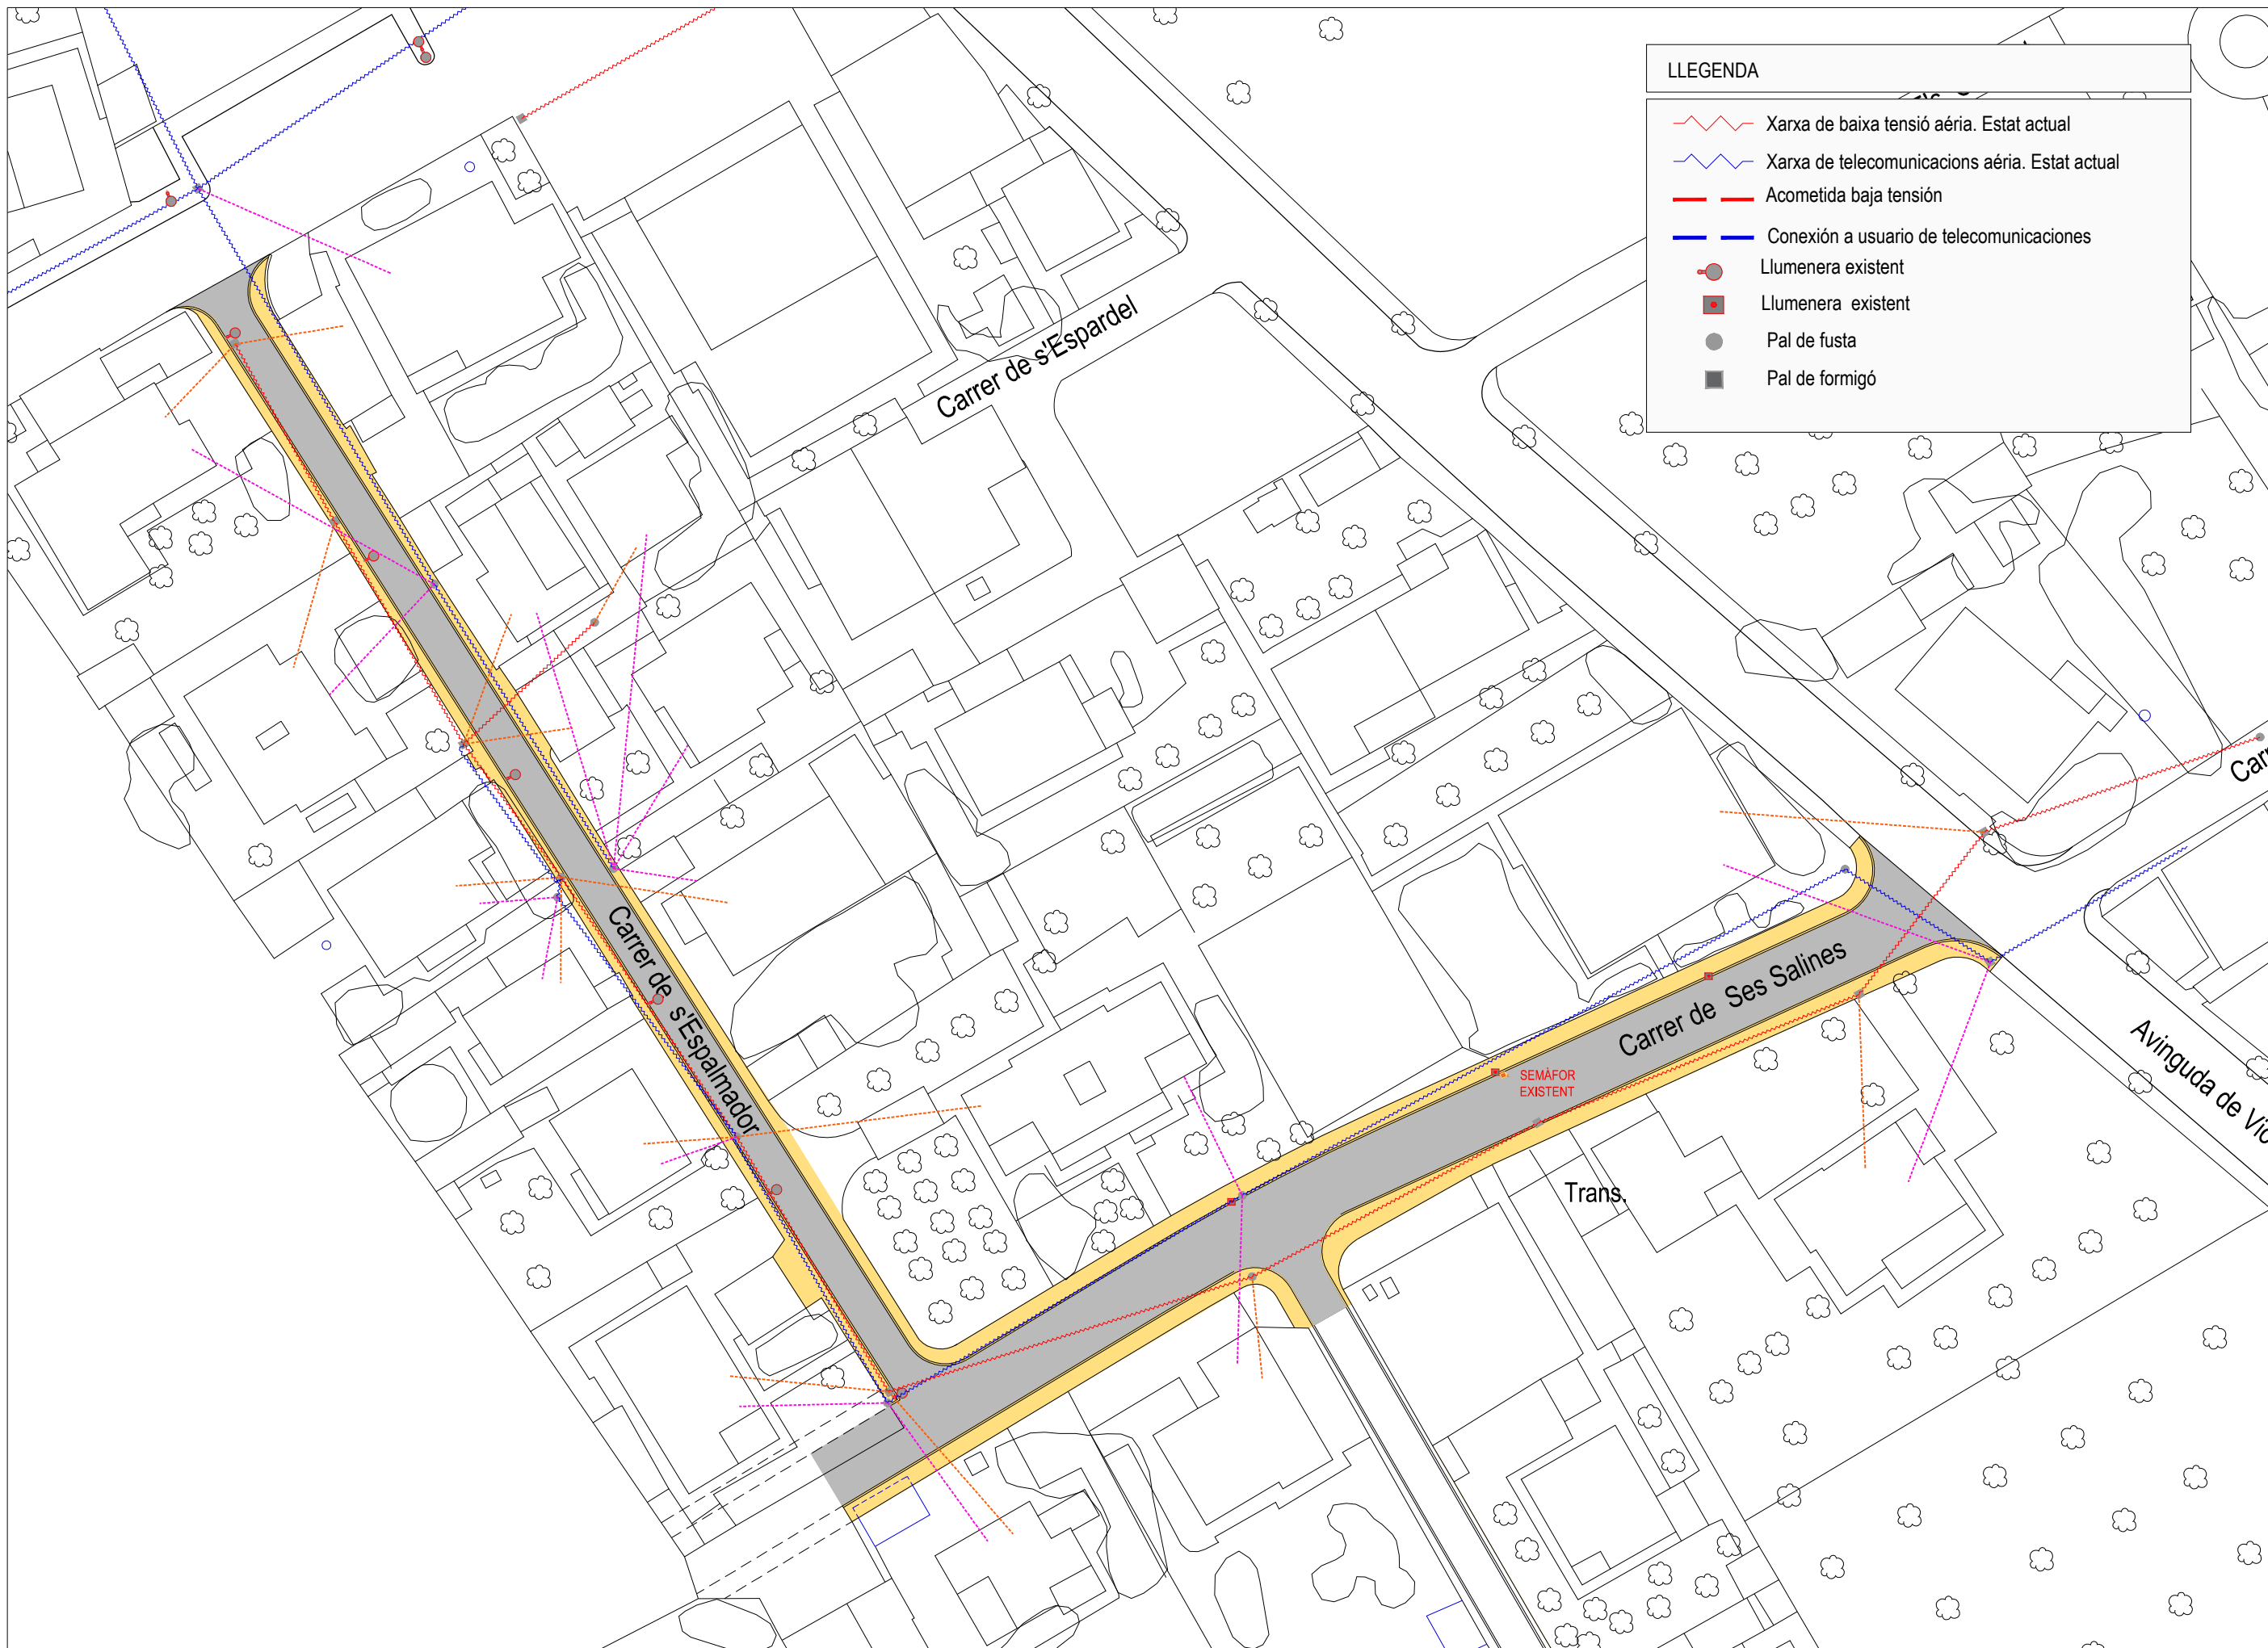 LLEGENDA
Xarxa de baixa tensió aéria. Estat actual
Xarxa de telecomunicacions aéria. Estat actual
Acometida baja tensión
Conexión a usuario de telecomunicaciones
Llumenera existent
Llumenera existent
Pal de fusta
Pal de formigó
Carrer de s'Espardel
Carr
Carrer de s'Espalmador
Carrer de Ses Salines
SEMÀFOR
EXISTENT
Avinguda de Vic
Trans.